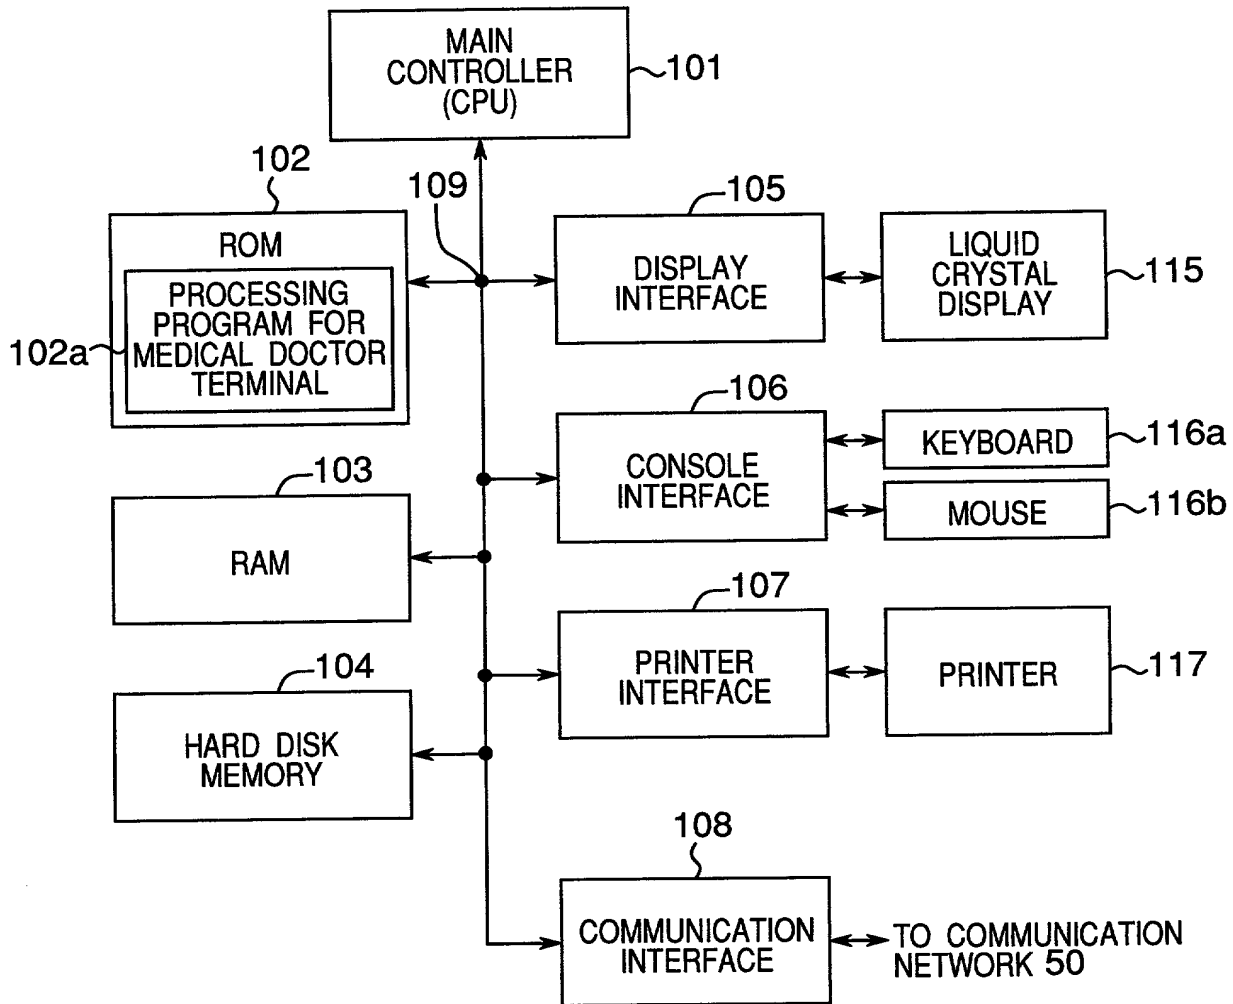 MAIN
CONTROLLER
(CPU)
101
102
109
105
ROM
PROCESSING
PROGRAM FOR
MEDICAL DOCTOR
TERMINAL
102a
DISPLAY
INTERFACE
LIQUID
CRYSTAL
DISPLAY
115
106
CONSOLE
INTERFACE
KEYBOARD
116a
MOUSE
116b
103
RAM
107
PRINTER
INTERFACE
PRINTER
117
104
HARD DISK
MEMORY
108
COMMUNICATION
INTERFACE
TO COMMUNICATION
NETWORK 50